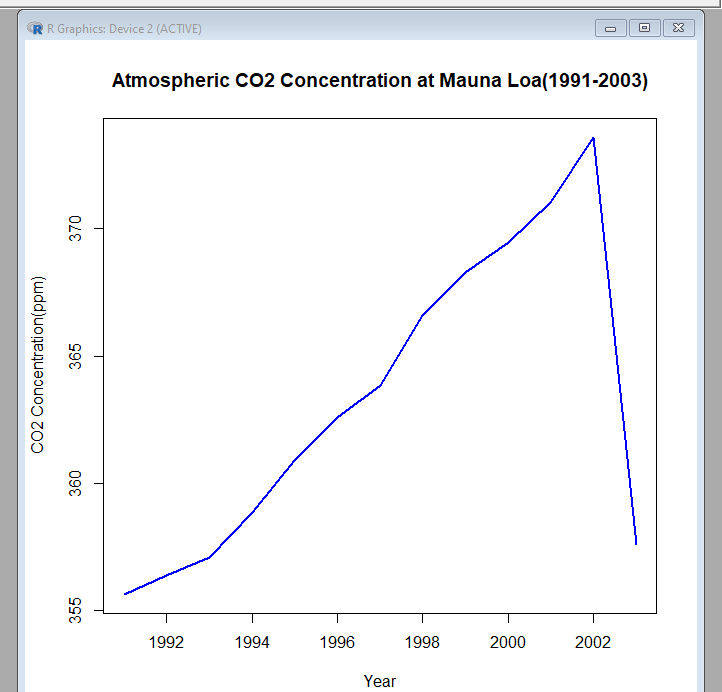 R Graphics: Device 2 (ACTIVE)
Atmospheric CO2 Concentration at Mauna Loa(1991-2003)
370
365
360
355
CO2 Concentration(ppm)
1992 1994 1996 1998 2000 2002
Year